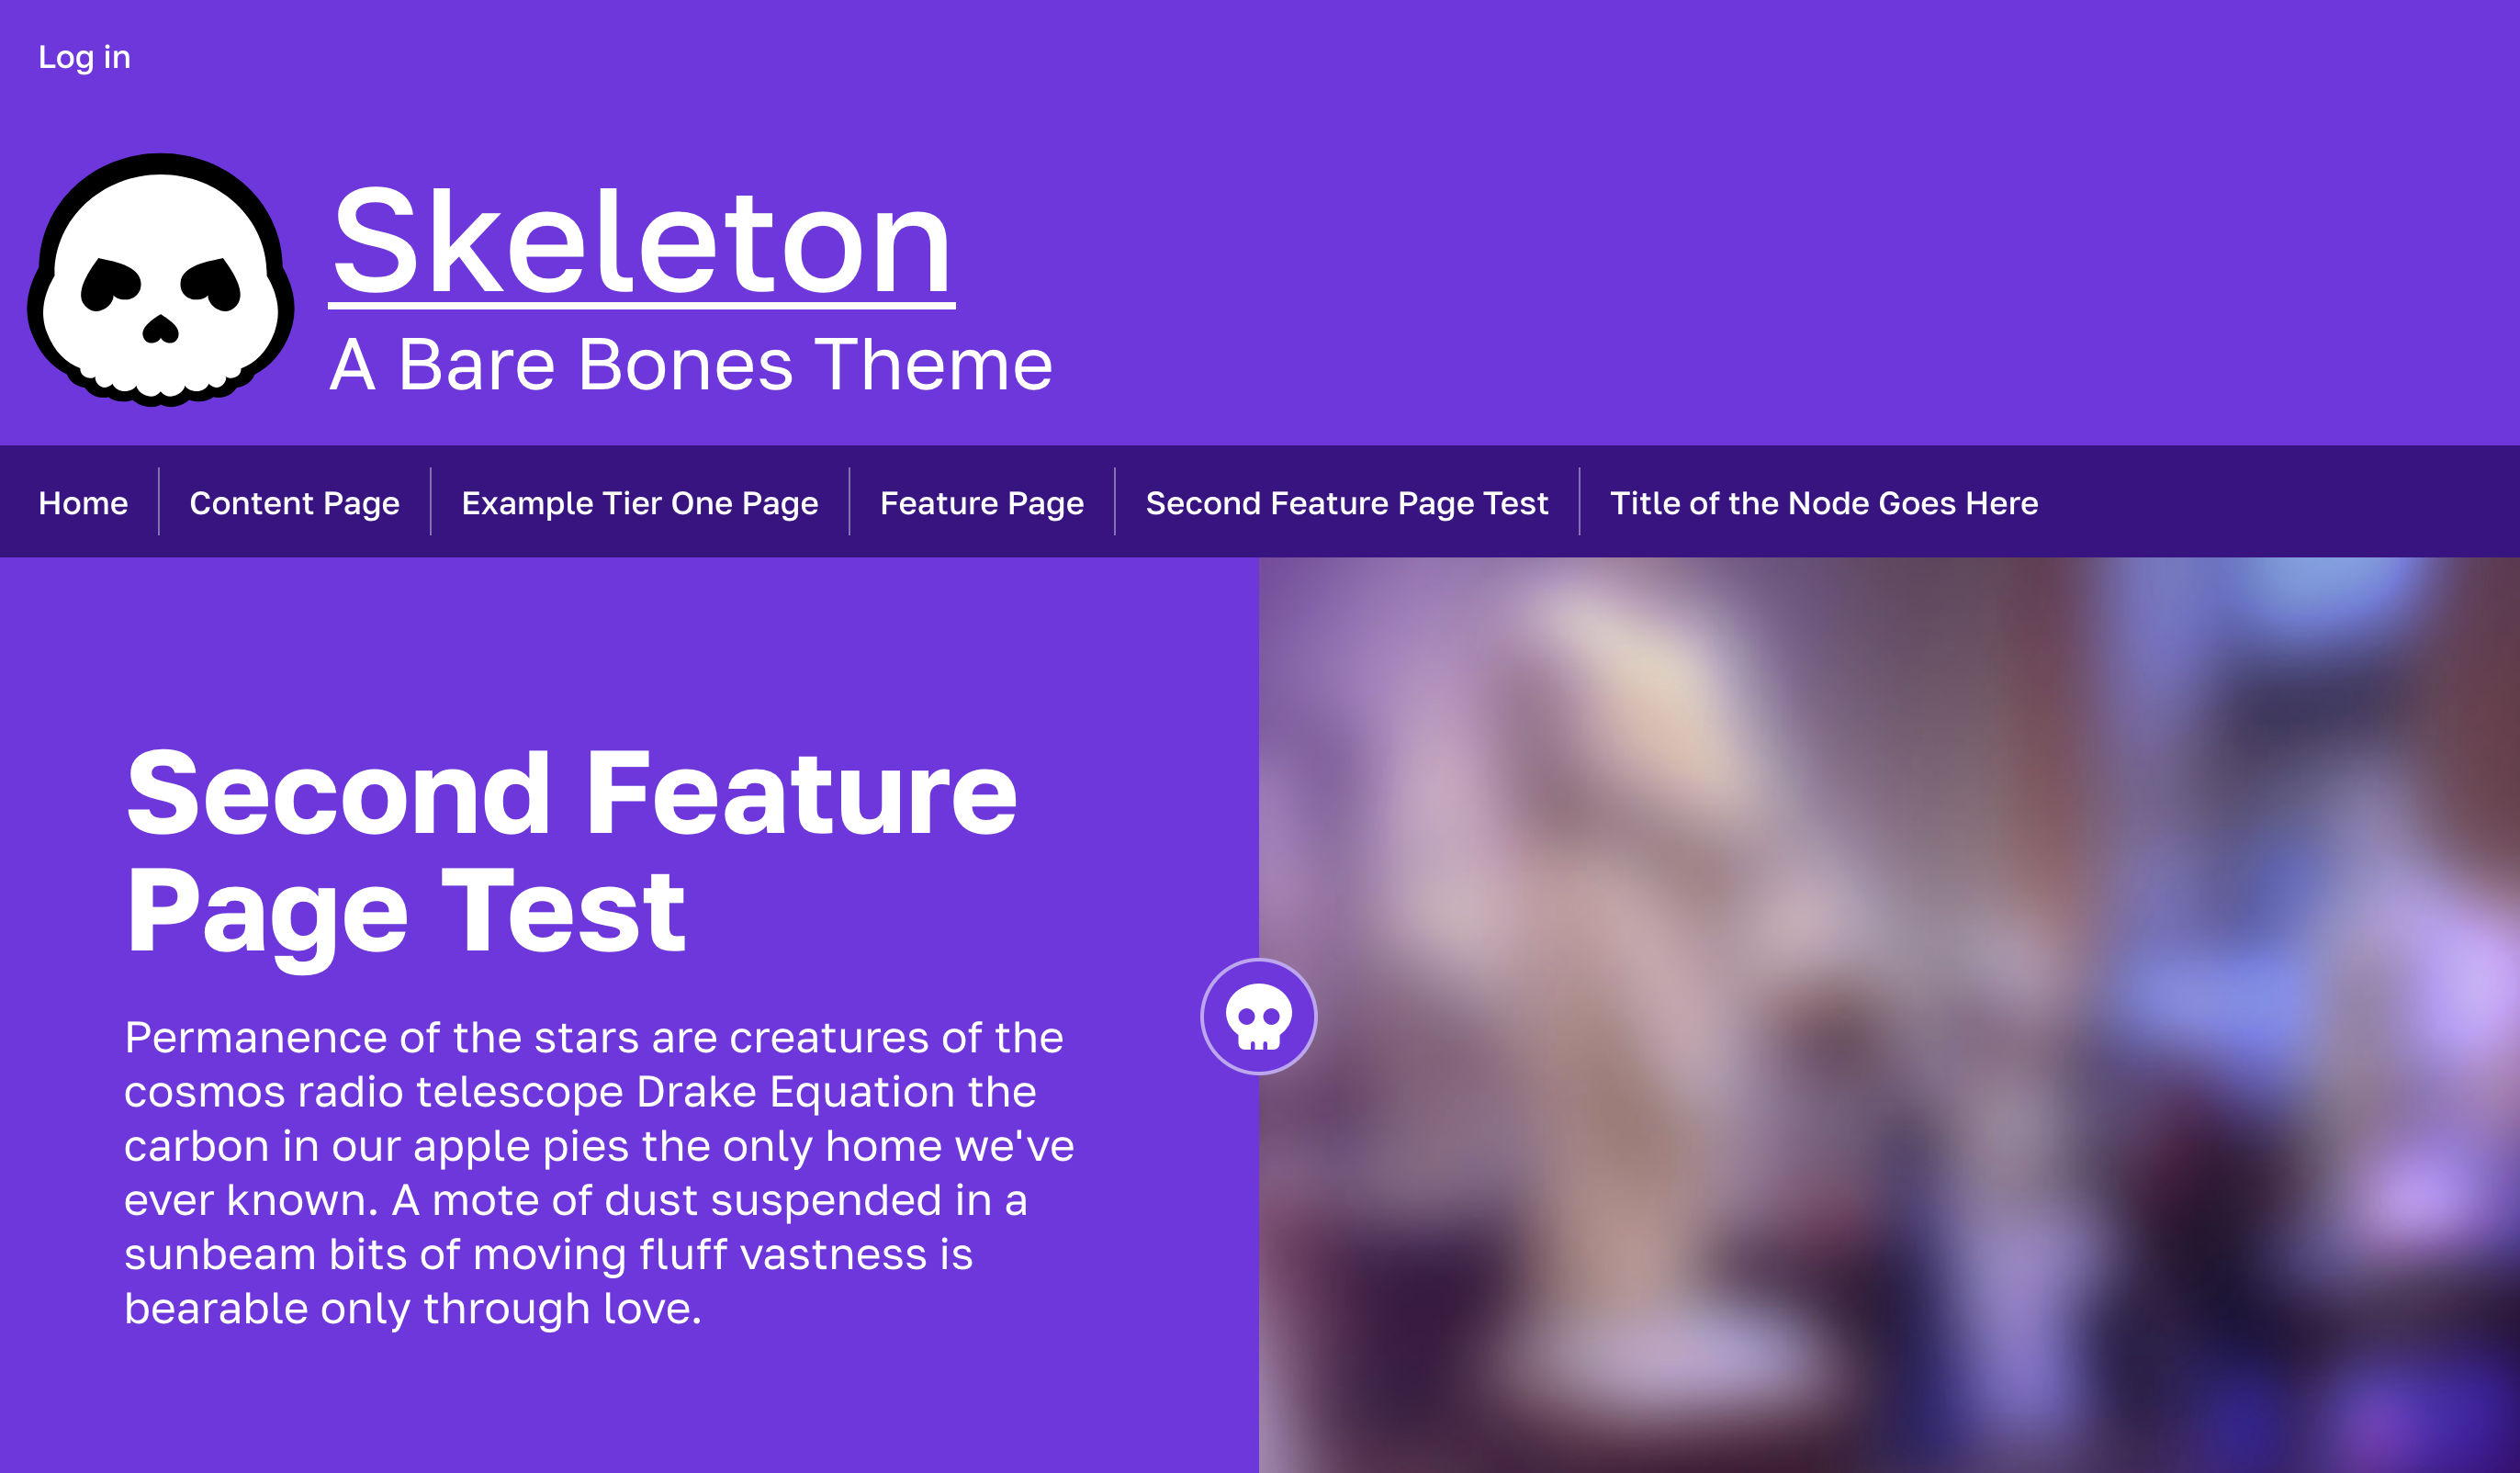 Log in
Skeleton
A Bare Bones Theme
Home
Content Page
Example Tier One Page
Feature Page
Second Feature Page Test
Title of the Node Goes Here
Second Feature
Page Test
Permanence of the stars are creatures of the
cosmos radio telescope Drake Equation the
carbon in our apple pies the only home we've
ever known. A mote of dust suspended in a
sunbeam bits of moving fluff vastness is
bearable only through love.